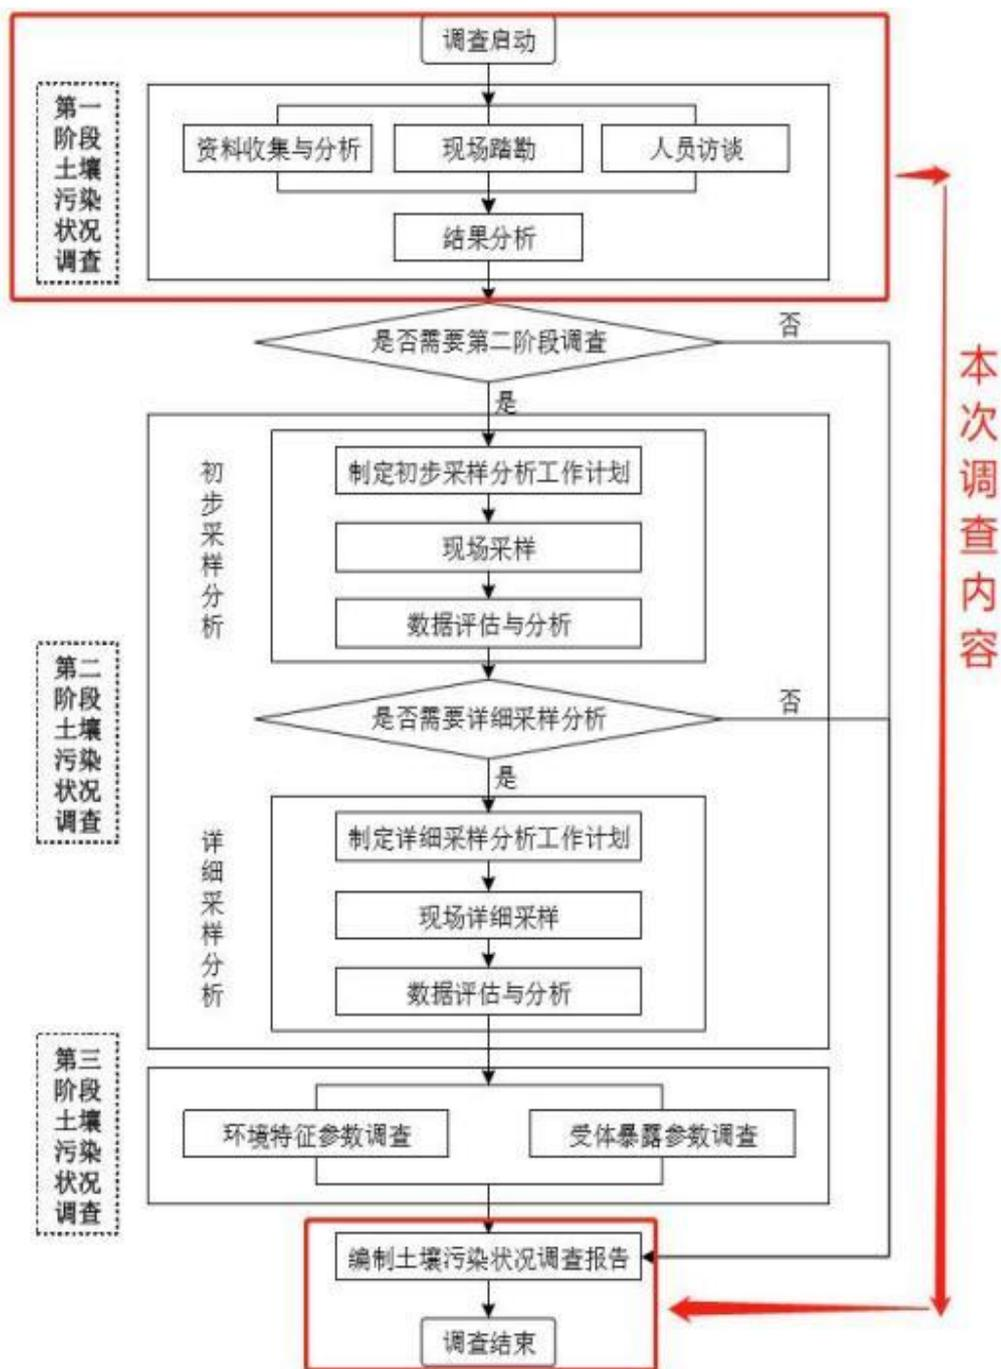 调查启动
第一
阶段
土壤
污染
状况
调查
资料收集与分析
现场踏勘
人员访谈
结果分析
是否需要第二阶段调查
否
是
本次调查内容
初步采样分析
制定初步采样分析工作计划
现场采样
数据评估与分析
第二
阶段
土壤
污染
状况
调查
是否需要详细采样分析
否
是
详细采样分析
制定详细采样分析工作计划
现场详细采样
数据评估与分析
第三
阶段
土壤
污染
状况
调查
环境特征参数调查
受体暴露参数调查
编制土壤污染状况调查报告
调查结束